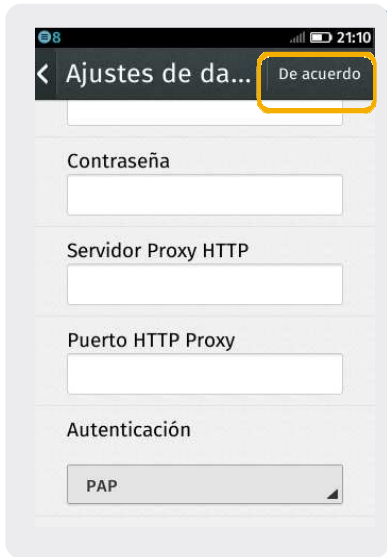 8 21:10
Ajustes de da... De acuerdo
Contraseña
Servidor Proxy HTTP
Puerto HTTP Proxy
Autenticación
PAP